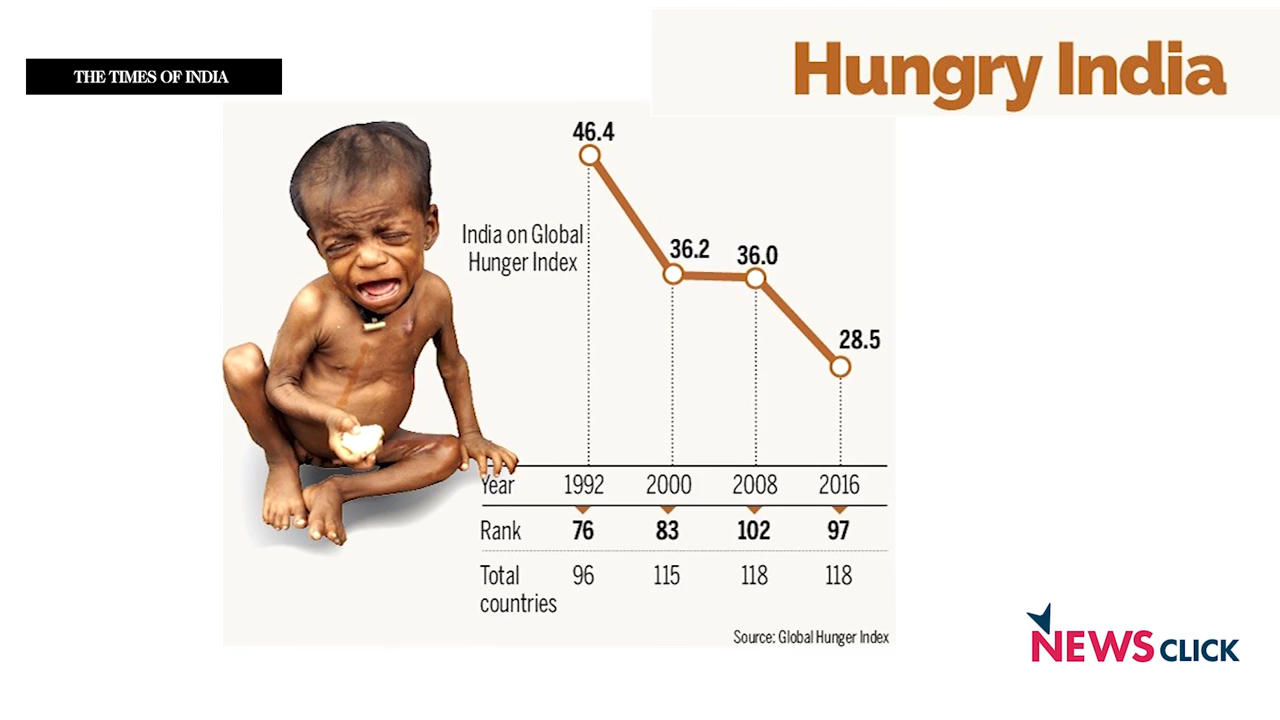 THE TIMES OF INDIA
Hungry India
46.4
India on Global
Hunger Index
36.2
36.0
28.5
Year 1992 2000 2008 2016
Rank 76 83 102 97
Total 96 115 118 118
countries
Source: Global Hunger Index
NEWS CLICK